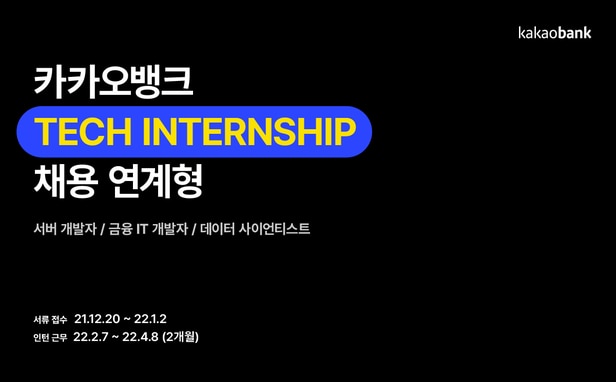 kakaobank
카카오뱅크
TECH INTERNSHIP
채용 연계형
서버 개발자 / 금융 IT 개발자 / 데이터 사이언티스트
서류 접수 21.12.20 ~ 22.1.2
인턴 근무 22.2.7 ~ 22.4.8 (2개월)